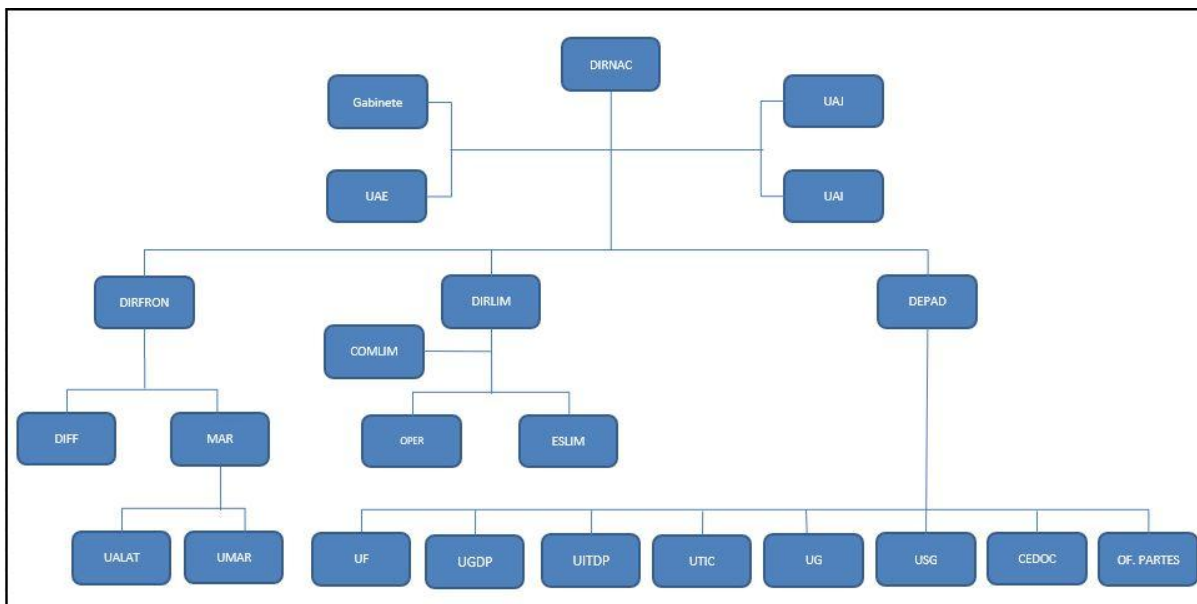 DIRNAC
Gabinete
UAJ
UAE
UAI
DIRFRON
DIRLIM
DEPAD
COMLIM
DIFF
MAR
OPER
ESLIM
UALAT
UMAR
UF
UGDP
UITDP
UTIC
UG
USG
CEDOC
OF. PARTES